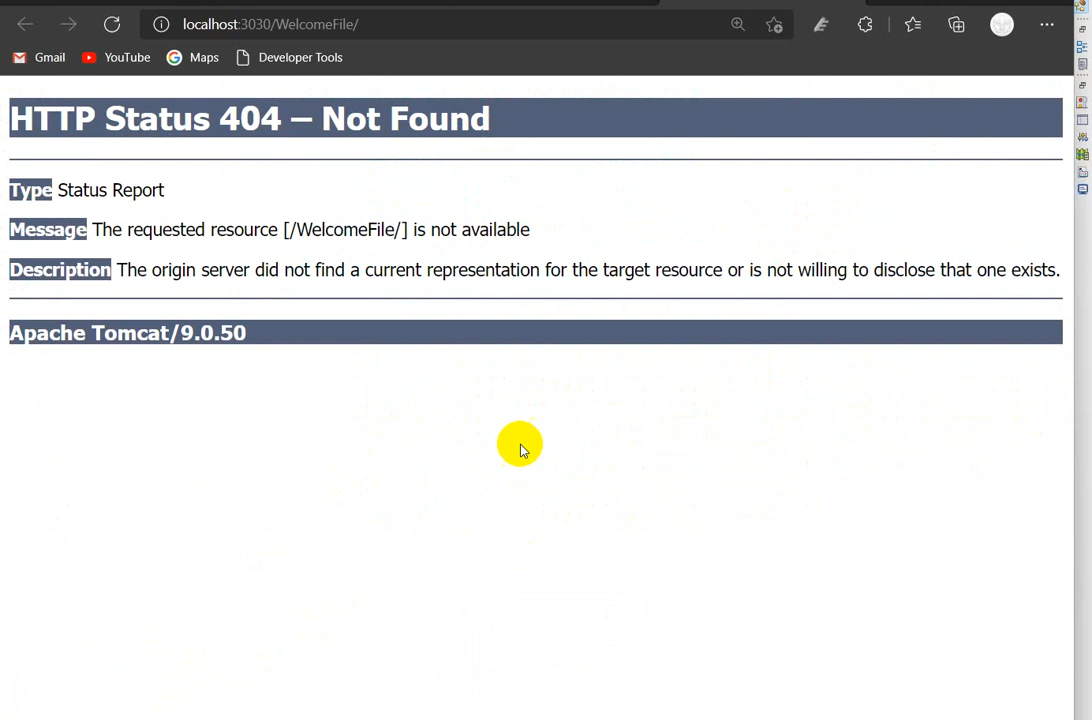 localhost:3030/WelcomeFile/
Gmail YouTube Maps Developer Tools
HTTP Status 404 – Not Found
Type Status Report
Message The requested resource [/WelcomeFile/] is not available
Description The origin server did not find a current representation for the target resource or is not willing to disclose that one exists.
Apache Tomcat/9.0.50